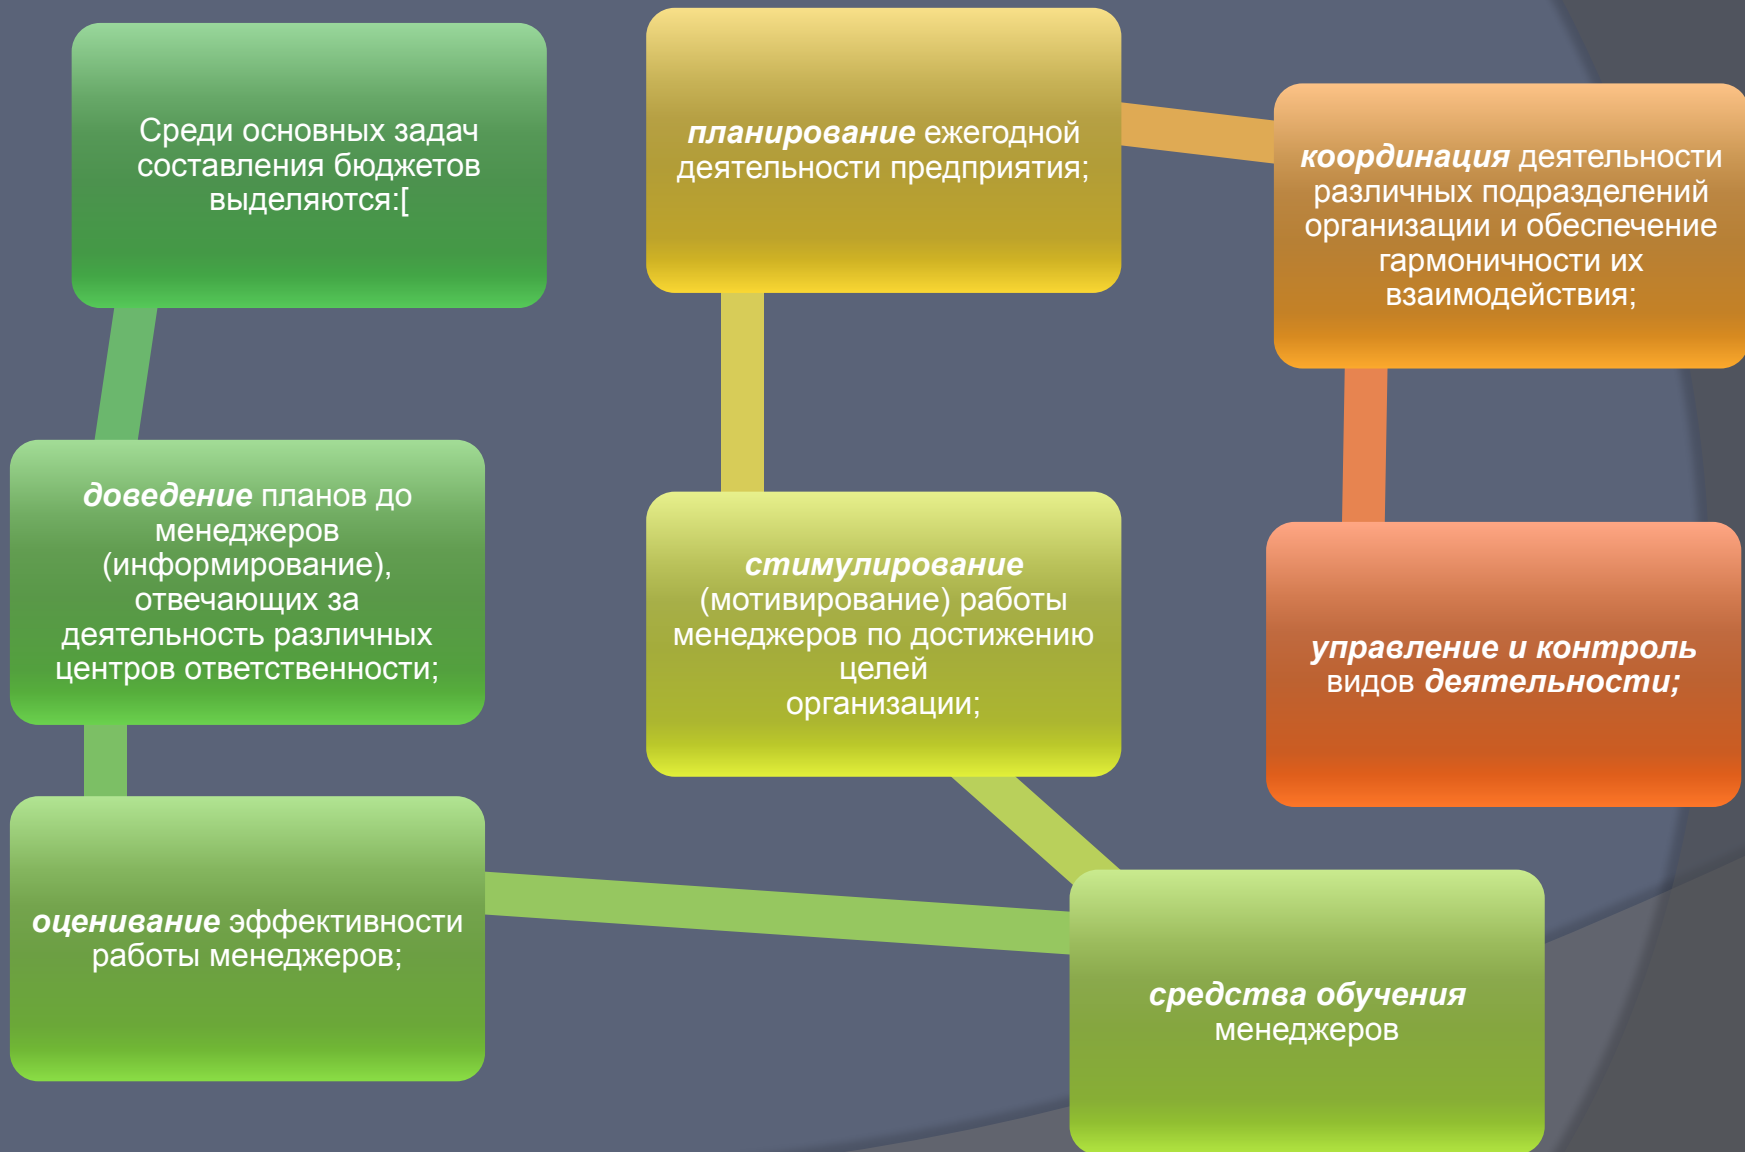 Среди основных задач
составления бюджетов
выделяются:[
доведение планов до
менеджеров
(информирование),
отвечающих за
деятельность различных
центров ответственности;
оценивание эффективности
работы менеджеров;
средства обучения
менеджеров
стимулирование
(мотивирование) работы
менеджеров по достижению
целей
организации;
планирование ежегодной
деятельности предприятия;
координация деятельности
различных подразделений
организации и обеспечение
гармоничности их
взаимодействия;
управление и контроль
видов деятельности;